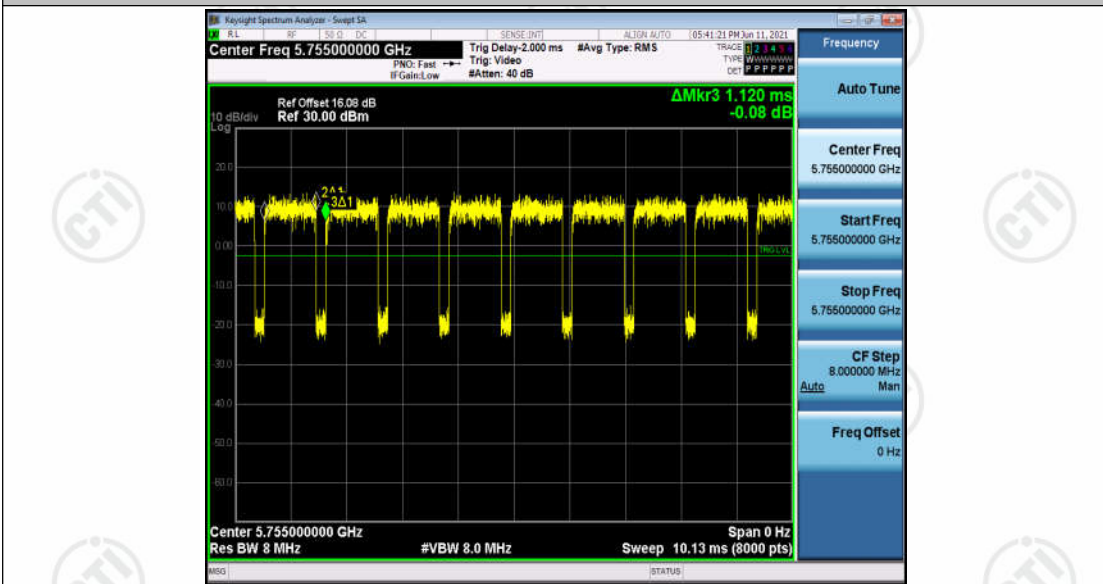 Keysight Spectrum Analyzer - Swept SA
RL RF 50 Ω DC SENSE:INT ALIGN AUTO 05:41:21 PM Jun 11, 2021
Center Freq 5.755000000 GHz
PNO: Fast
IFGain:Low
Trig Delay-2.000 ms
Trig: Video
#Atten: 40 dB
#Avg Type: RMS
TRACE 1 2 3 4 5 6
TYPE WWWWWW
DET P P P P P P
ΔMkr3 1.120 ms
-0.08 dB
Ref Offset 16.08 dB
10 dB/div Ref 30.00 dBm
Log
20.0
10.0
0.00
-10.0
-20.0
-30.0
-40.0
-50.0
-60.0
3Δ1
TRIG LVL
Center 5.755000000 GHz Span 0 Hz
Res BW 8 MHz #VBW 8.0 MHz Sweep 10.13 ms (8000 pts)
MSG STATUS
Frequency
Auto Tune
Center Freq
5.755000000 GHz
Start Freq
5.755000000 GHz
Stop Freq
5.755000000 GHz
CF Step
8.000000 MHz
Auto Man
Freq Offset
0 Hz
CTI
CTI